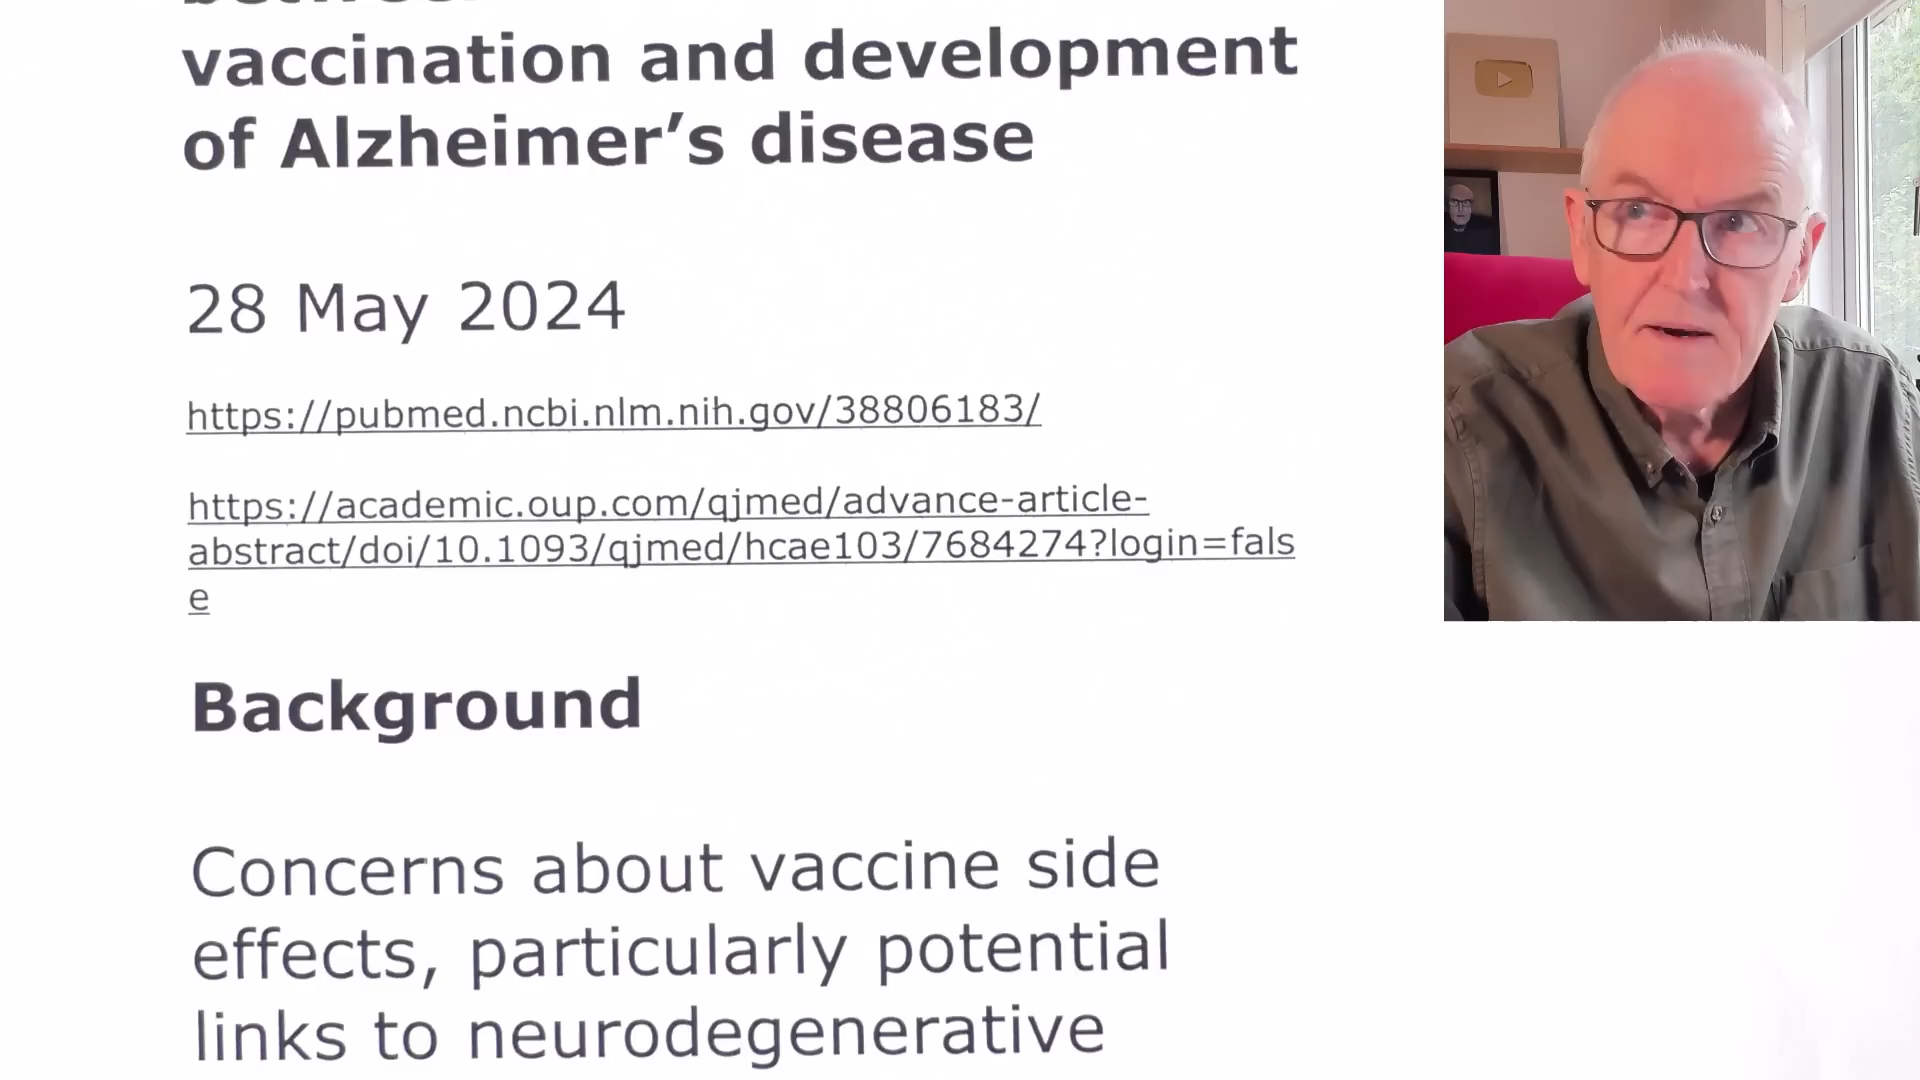 vaccination and development
of Alzheimer’s disease
28 May 2024
https://pubmed.ncbi.nlm.nih.gov/38806183/
https://academic.oup.com/qjmed/advance-article-
abstract/doi/10.1093/qjmed/hcae103/7684274?login=fals
e
Background
Concerns about vaccine side
effects, particularly potential
links to neurodegenerative